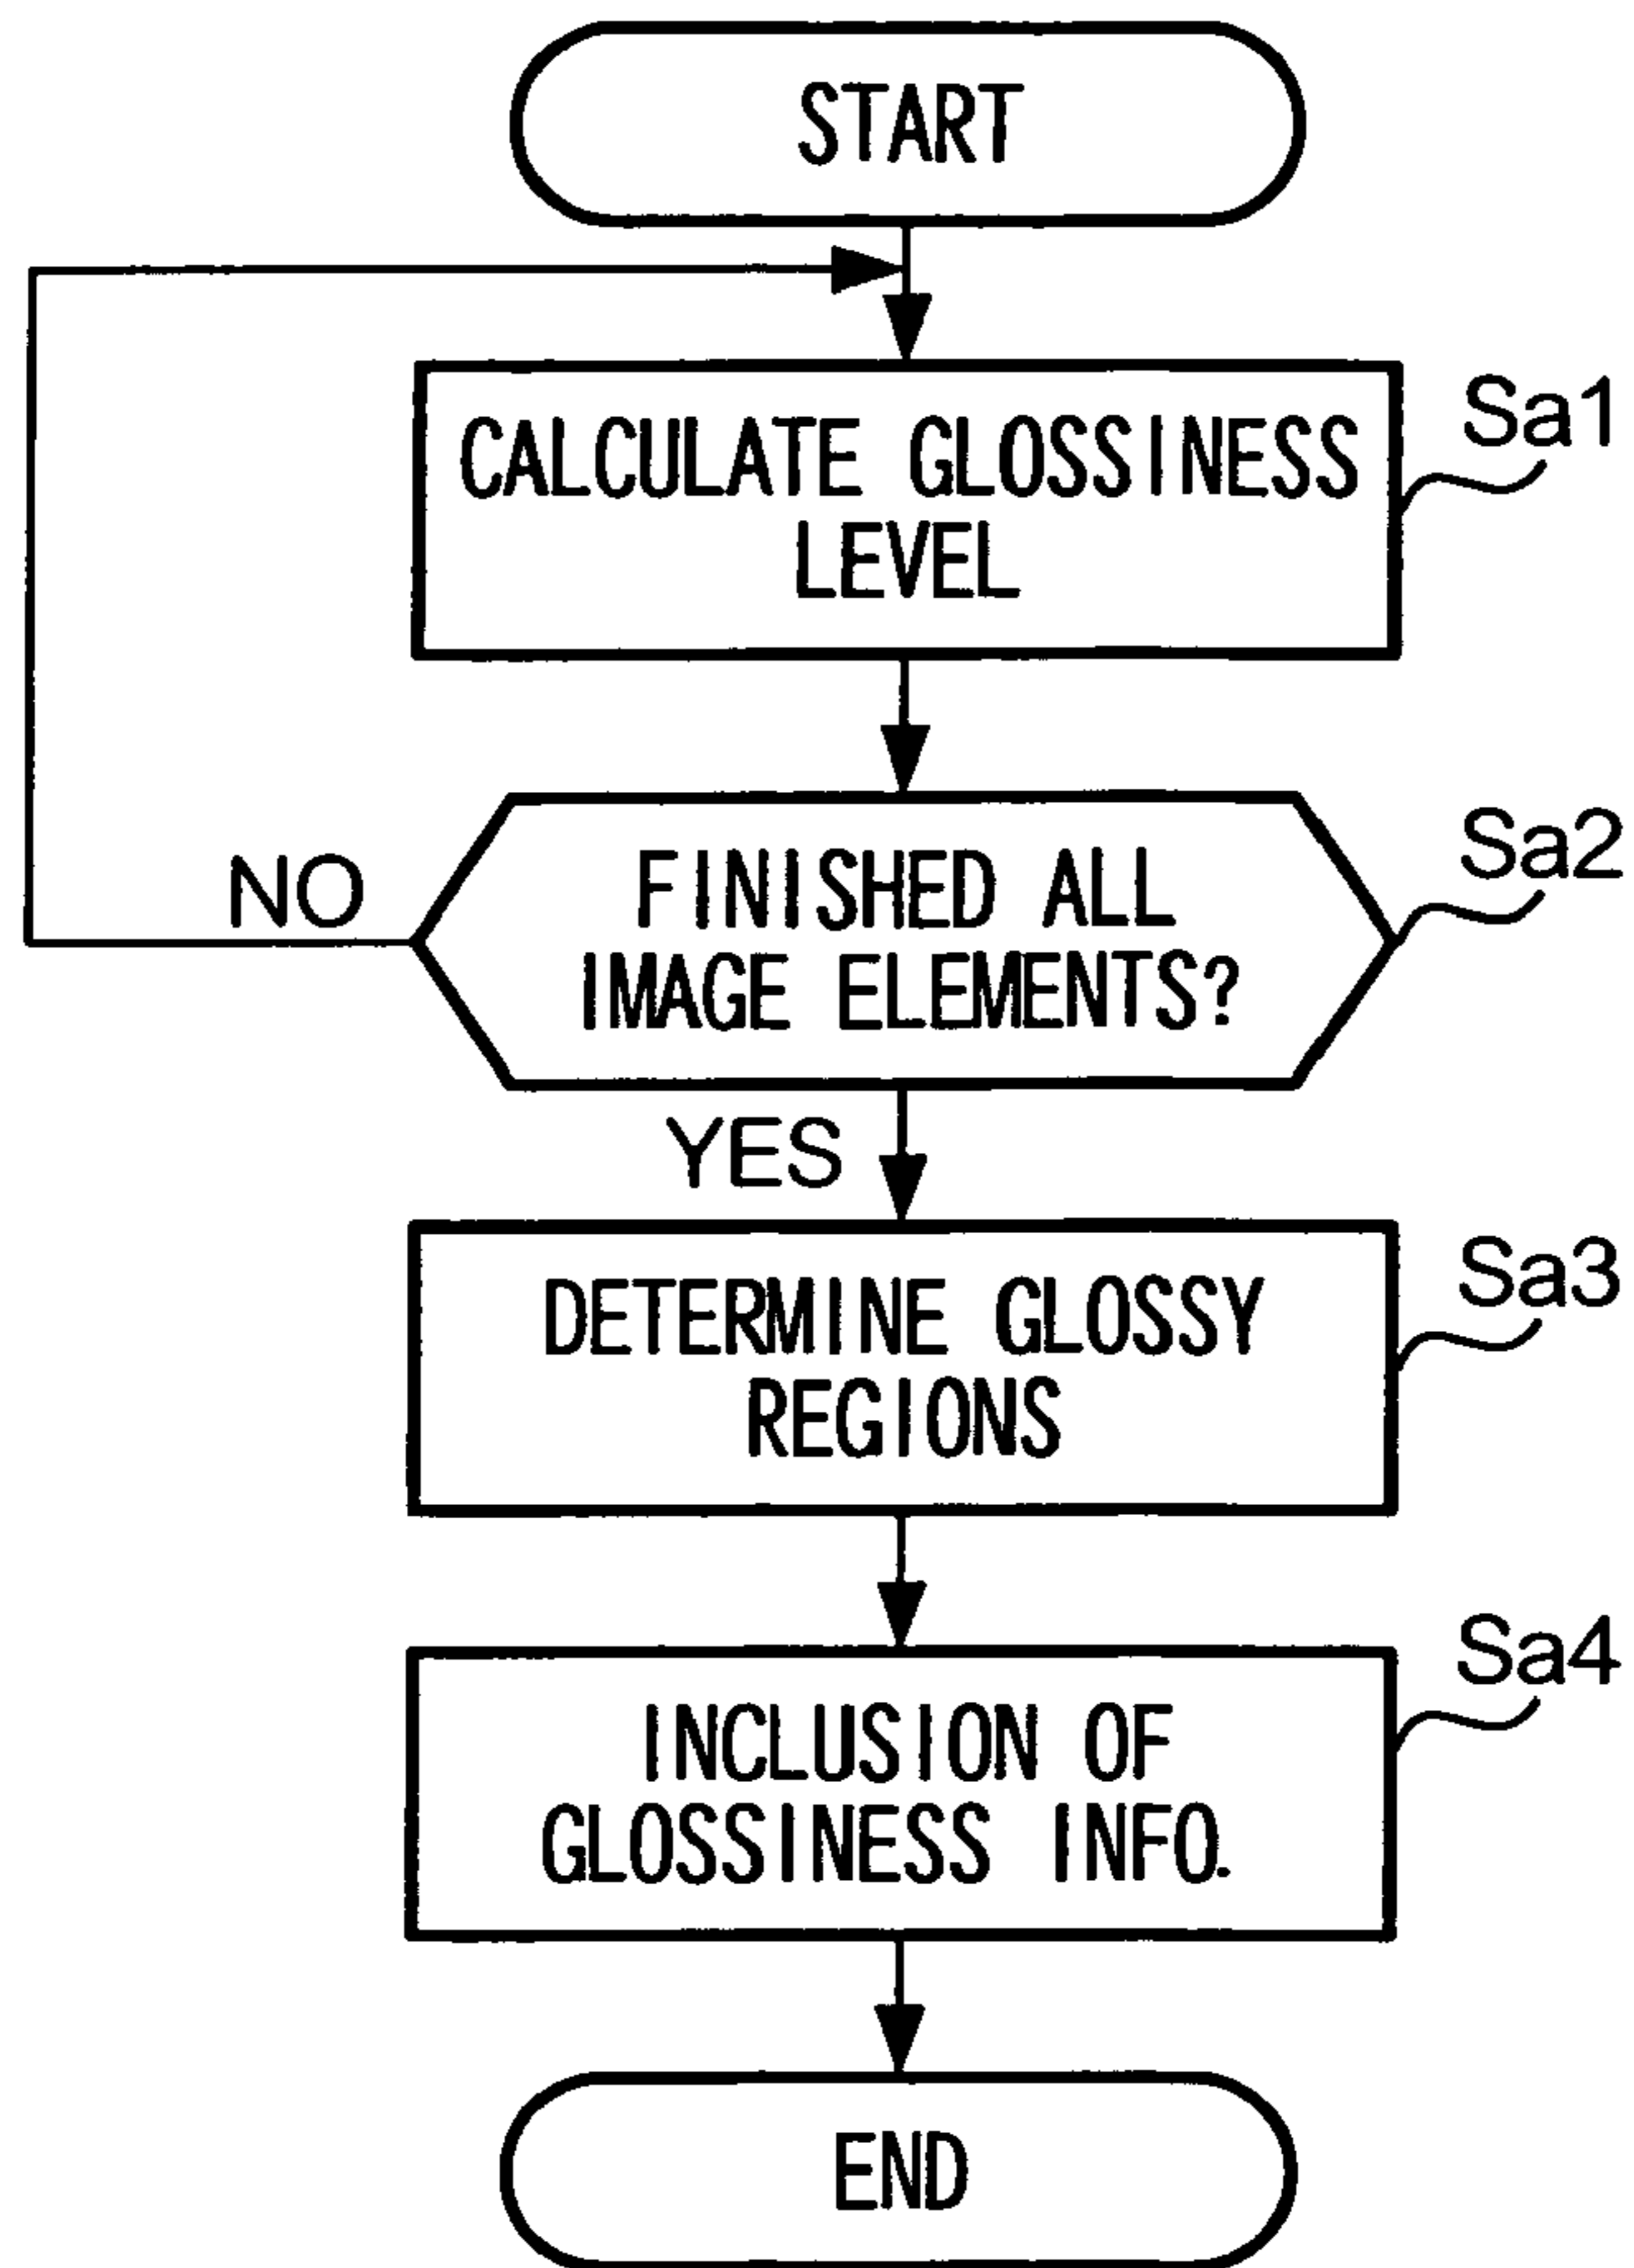 START
CALCULATE GLOSSINESS
LEVEL
Sa1
FINISHED ALL
IMAGE ELEMENTS?
Sa2
NO
YES
DETERMINE GLOSSY
REGIONS
Sa3
INCLUSION OF
GLOSSINESS INFO.
Sa4
END